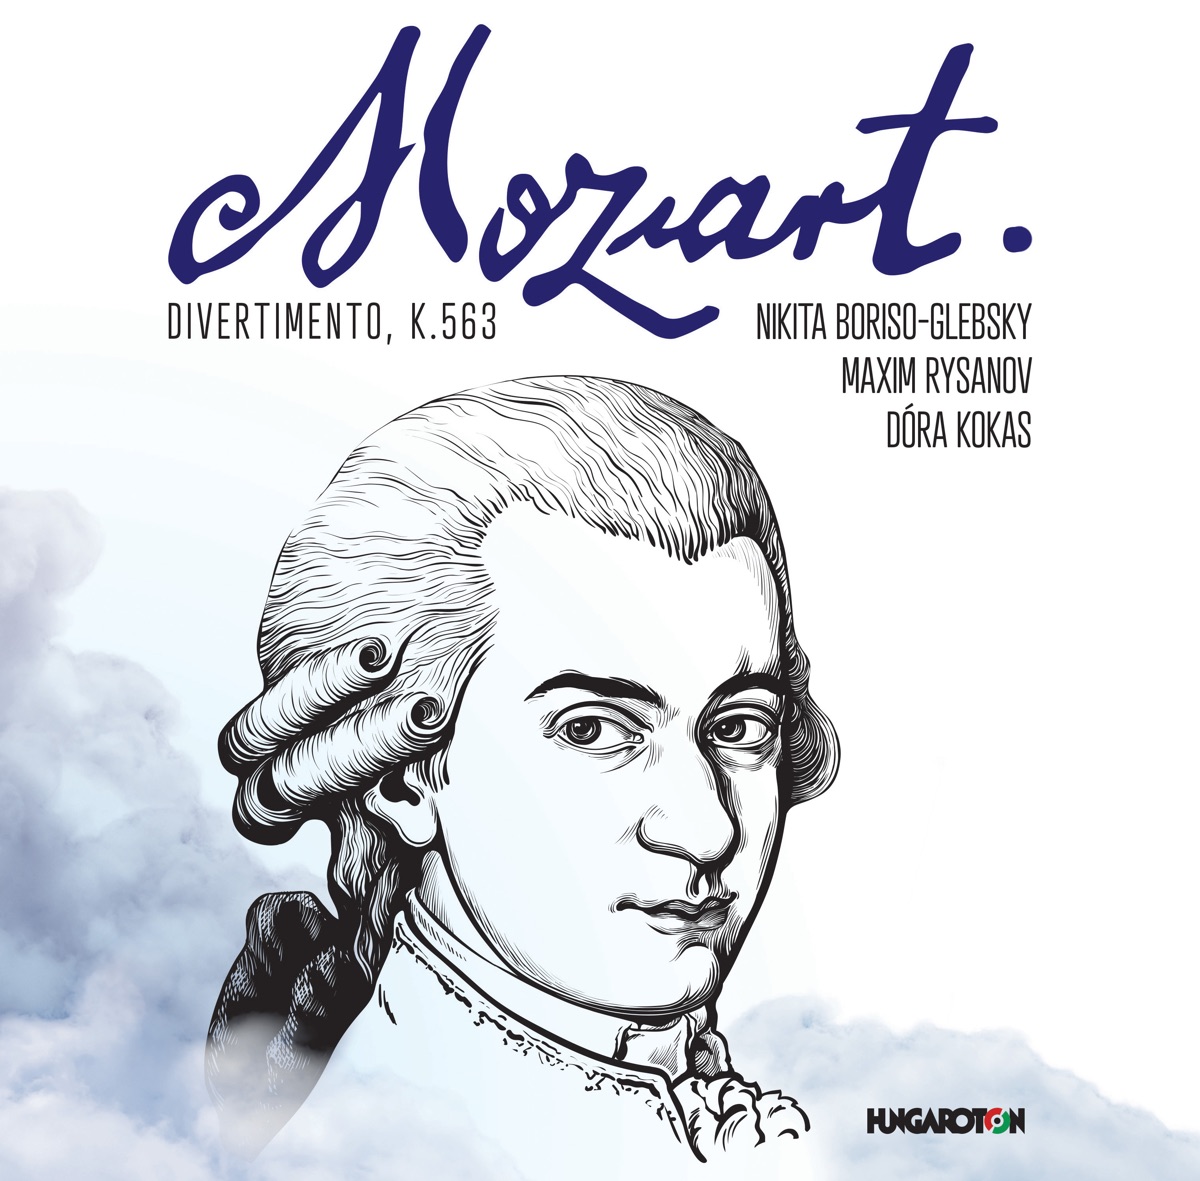 Mozart.
DIVERTIMENTO, K.563
NIKITA BORISO-GLEBSKY
MAXIM RYSANOV
DÓRA KOKAS
HUNGAROTON